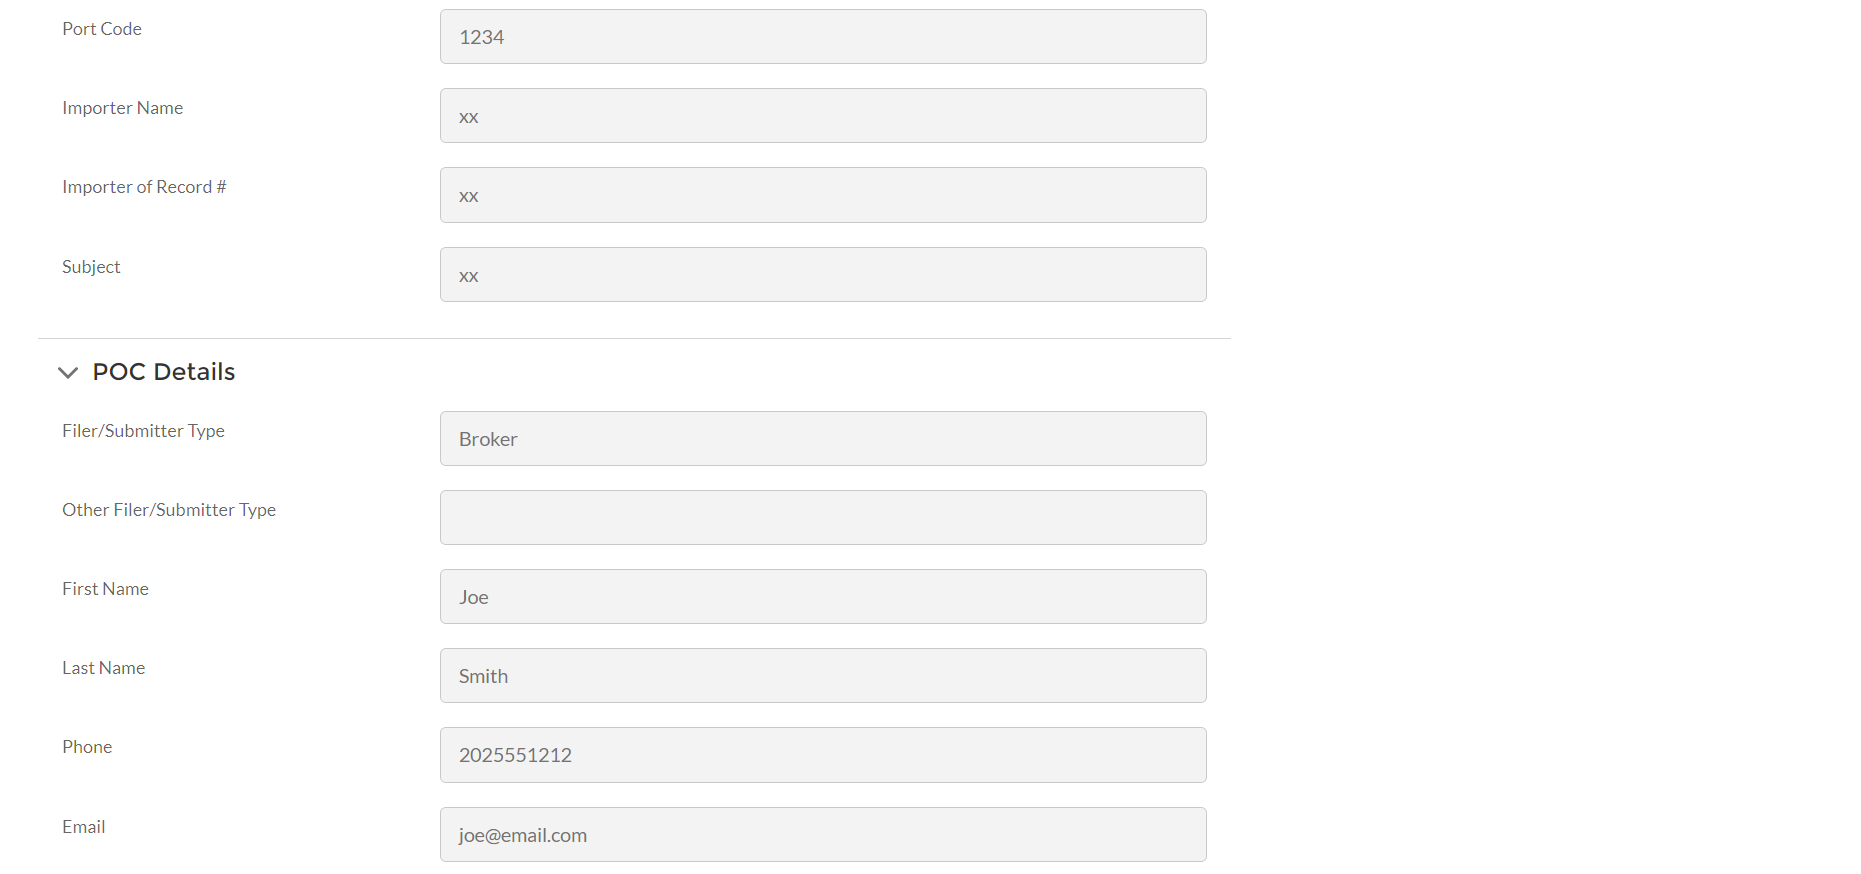 Port Code
1234
Importer Name
xx
Importer of Record #
xx
Subject
xx
POC Details
Filer/Submitter Type
Broker
Other Filer/Submitter Type
First Name
Joe
Last Name
Smith
Phone
2025551212
Email
joe@email.com